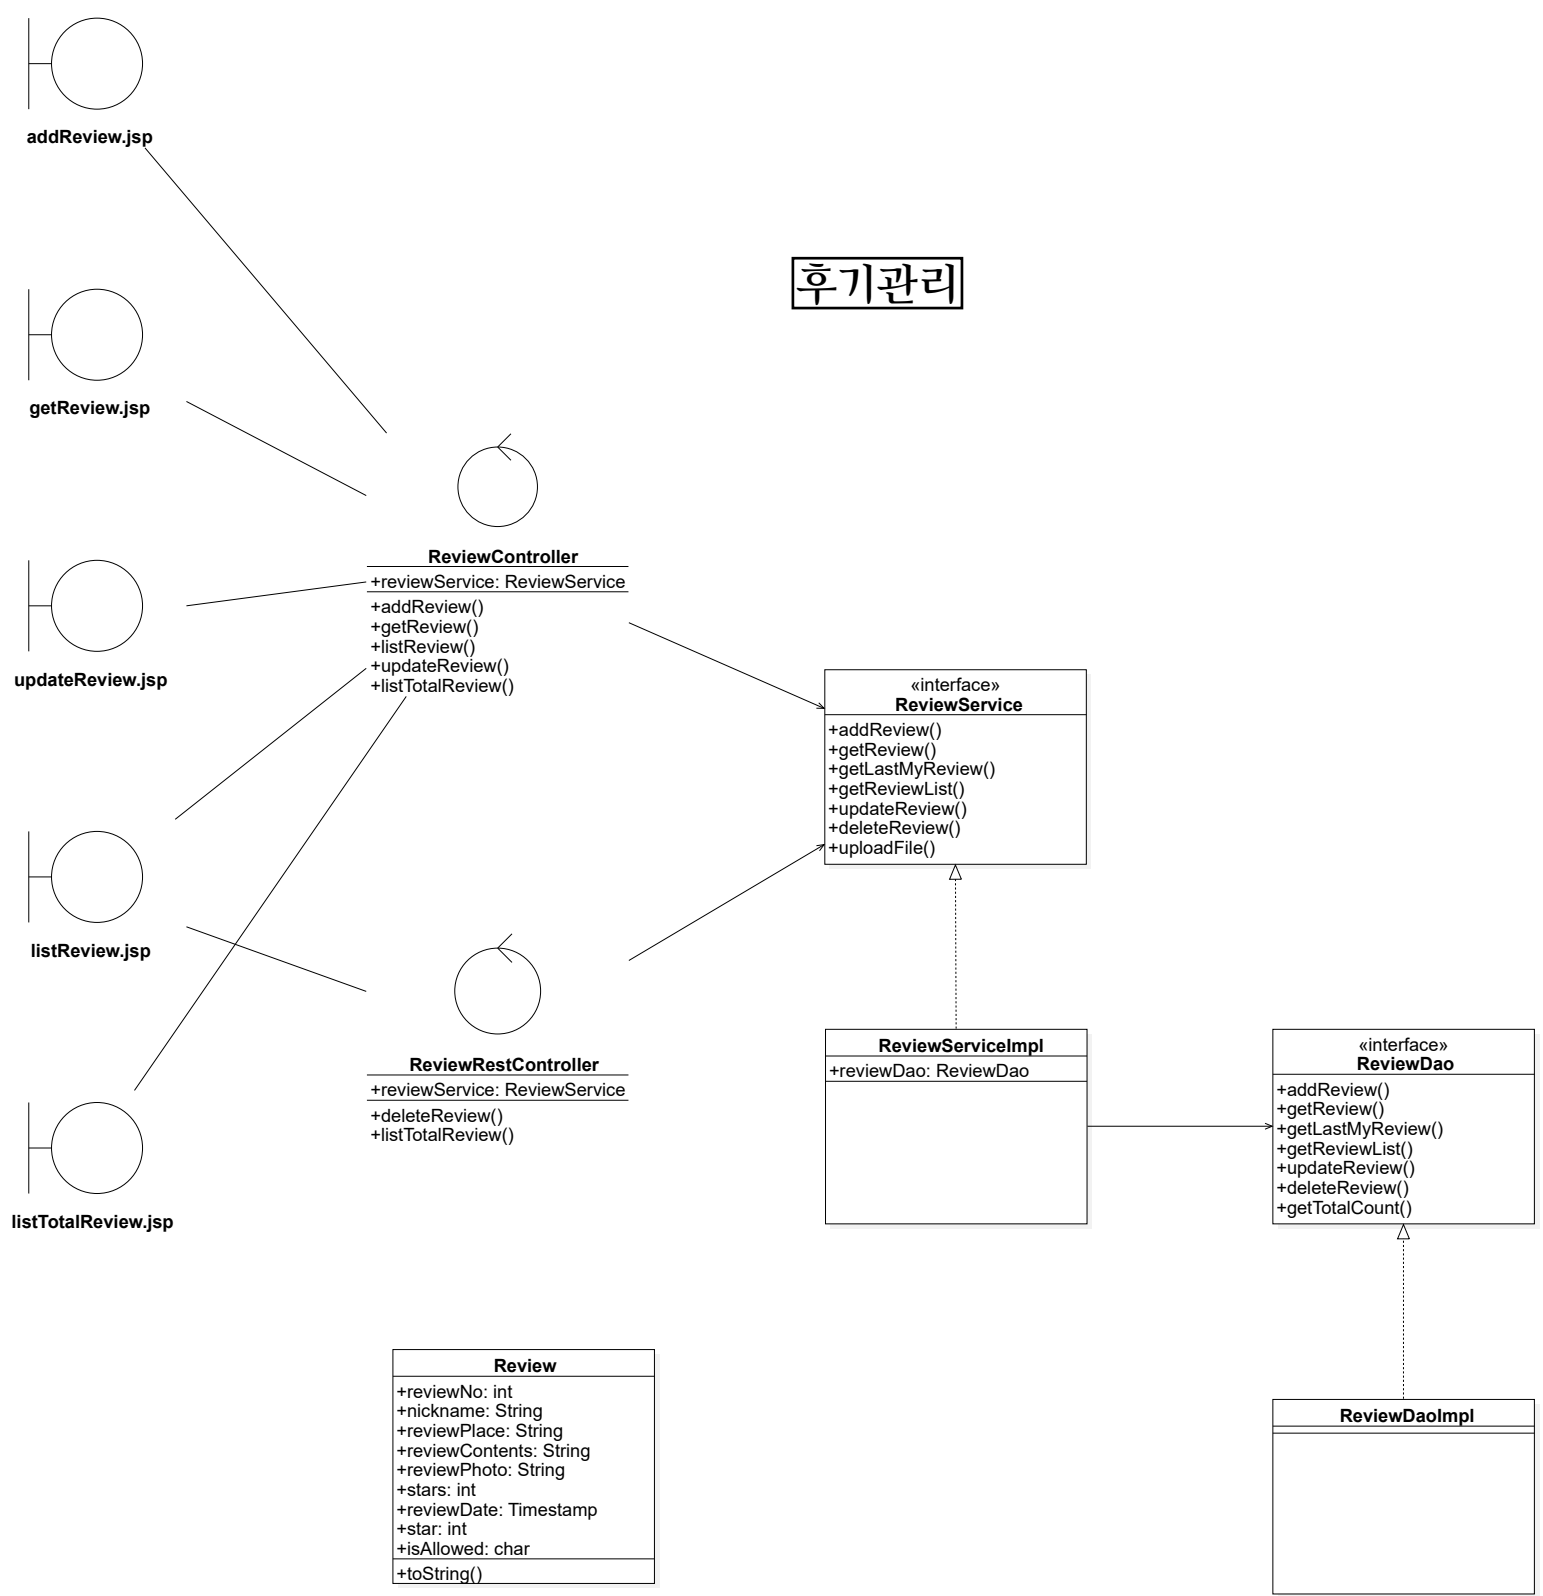 addReview.jsp
후기관리
getReview.jsp
ReviewController
+reviewService: ReviewService
+addReview()
+getReview()
+listReview()
+updateReview()
+listTotalReview()
updateReview.jsp
«interface»
ReviewService
+addReview()
+getReview()
+getLastMyReview()
+getReviewList()
+updateReview()
+deleteReview()
+uploadFile()
listReview.jsp
ReviewRestController
+reviewService: ReviewService
+deleteReview()
+listTotalReview()
ReviewServiceImpl
+reviewDao: ReviewDao
«interface»
ReviewDao
+addReview()
+getReview()
+getLastMyReview()
+getReviewList()
+updateReview()
+deleteReview()
+getTotalCount()
listTotalReview.jsp
Review
+reviewNo: int
+nickname: String
+reviewPlace: String
+reviewContents: String
+reviewPhoto: String
+stars: int
+reviewDate: Timestamp
+star: int
+isAllowed: char
+toString()
ReviewDaoImpl